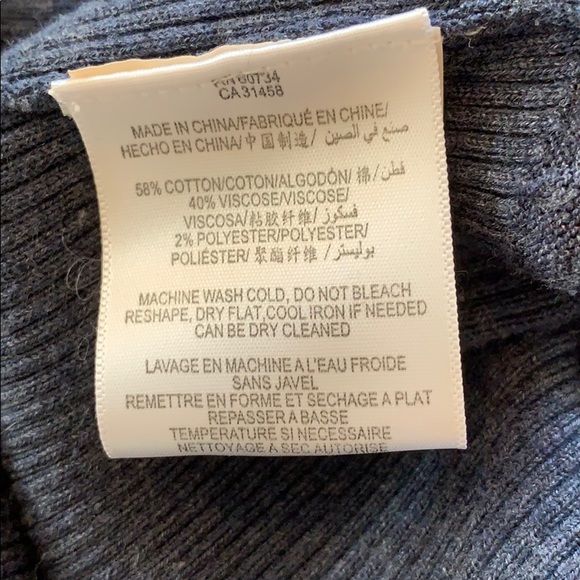 CA 31458
MADE IN CHINA/FABRIQUÉ EN CHINE/
HECHO EN CHINA/中国制造/ صنع في الصين
58% COTTON/COTON/ALGODÓN/ 棉/ قطن
40% VISCOSE/VISCOSE/
VISCOSA/粘胶纤维/ فسكوز
2% POLYESTER/POLYESTER/
POLIÉSTER/ 聚酯纤维 / بوليستر
MACHINE WASH COLD, DO NOT BLEACH
RESHAPE, DRY FLAT,COOL IRON IF NEEDED
CAN BE DRY CLEANED
LAVAGE EN MACHINE A L'EAU FROIDE
SANS JAVEL
REMETTRE EN FORME ET SECHAGE A PLAT
REPASSER A BASSE
TEMPERATURE SI NECESSAIRE
NETTOYAGE A SEC AUTORISE